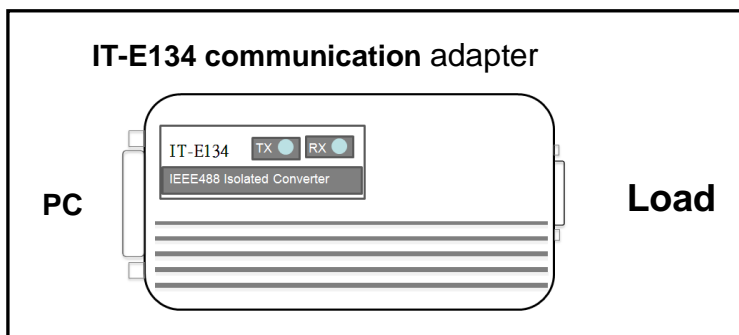 IT-E134 communication adapter
IT-E134 TX RX
IEEE488 Isolated Converter
PC
Load